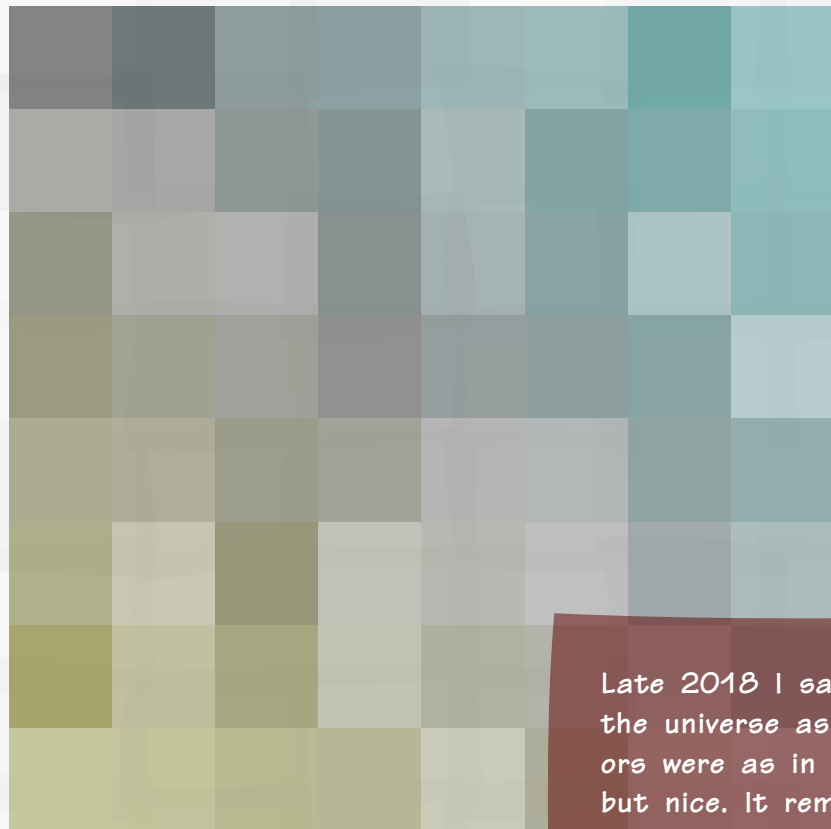 Late 2018 I sa
the universe as
ors were as in
but nice. It rem